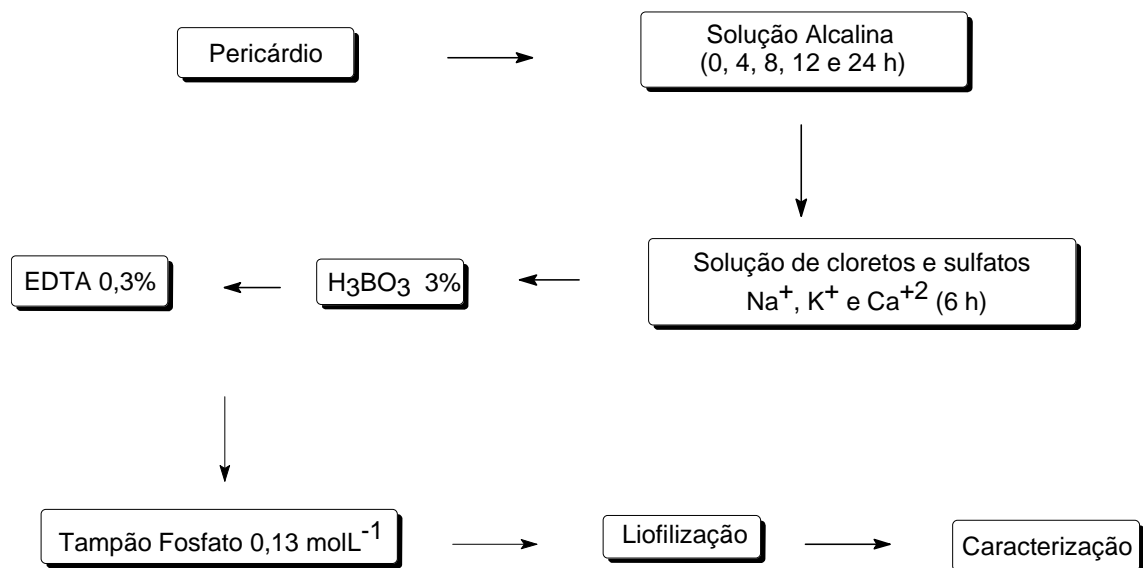 Pericárdio
Solução Alcalina
(0, 4, 8, 12 e 24 h)
Solução de cloretos e sulfatos
Na⁺, K⁺ e Ca⁺² (6 h)
H₃BO₃ 3%
EDTA 0,3%
Tampão Fosfato 0,13 molL⁻¹
Liofilização
Caracterização